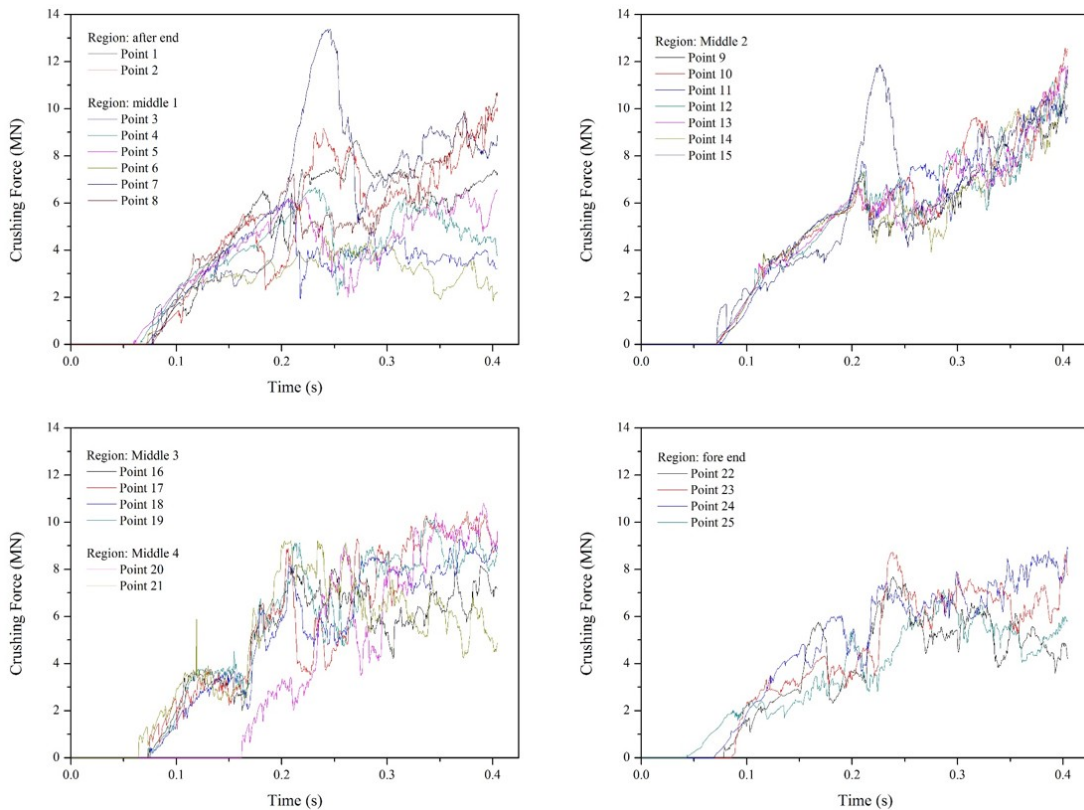 14
12
10
8
6
4
2
0
Crushing Force (MN)
Region: after end
Point 1
Point 2
Region: middle 1
Point 3
Point 4
Point 5
Point 6
Point 7
Point 8
0.0 0.1 0.2 0.3 0.4
Time (s)
14
12
10
8
6
4
2
0
Crushing Force (MN)
Region: Middle 2
Point 9
Point 10
Point 11
Point 12
Point 13
Point 14
Point 15
0.0 0.1 0.2 0.3 0.4
Time (s)
14
12
10
8
6
4
2
0
Crushing Force (MN)
Region: Middle 3
Point 16
Point 17
Point 18
Point 19
Region: Middle 4
Point 20
Point 21
0.0 0.1 0.2 0.3 0.4
Time (s)
14
12
10
8
6
4
2
0
Crushing Force (MN)
Region: fore end
Point 22
Point 23
Point 24
Point 25
0.0 0.1 0.2 0.3 0.4
Time (s)